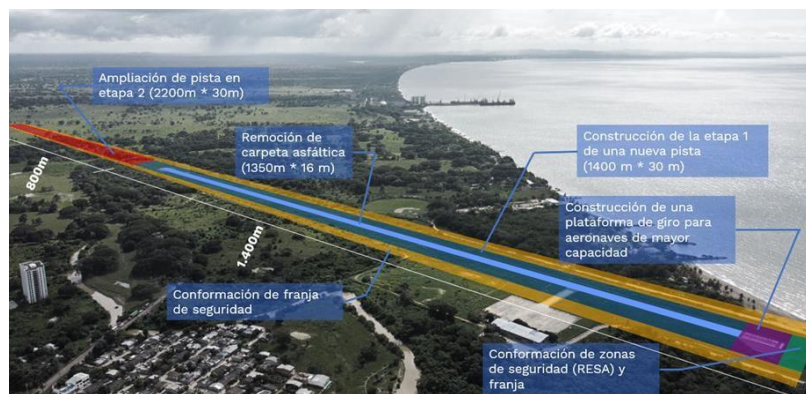 Ampliación de pista en
etapa 2 (2200m * 30m)
Remoción de
carpeta asfáltica
(1350m * 16 m)
Construcción de la etapa 1
de una nueva pista
(1400 m * 30 m)
800m
Construcción de una
plataforma de giro para
aeronaves de mayor
capacidad
1.400m
Conformación de franja
de seguridad
Conformación de zonas
de seguridad (RESA) y
franja